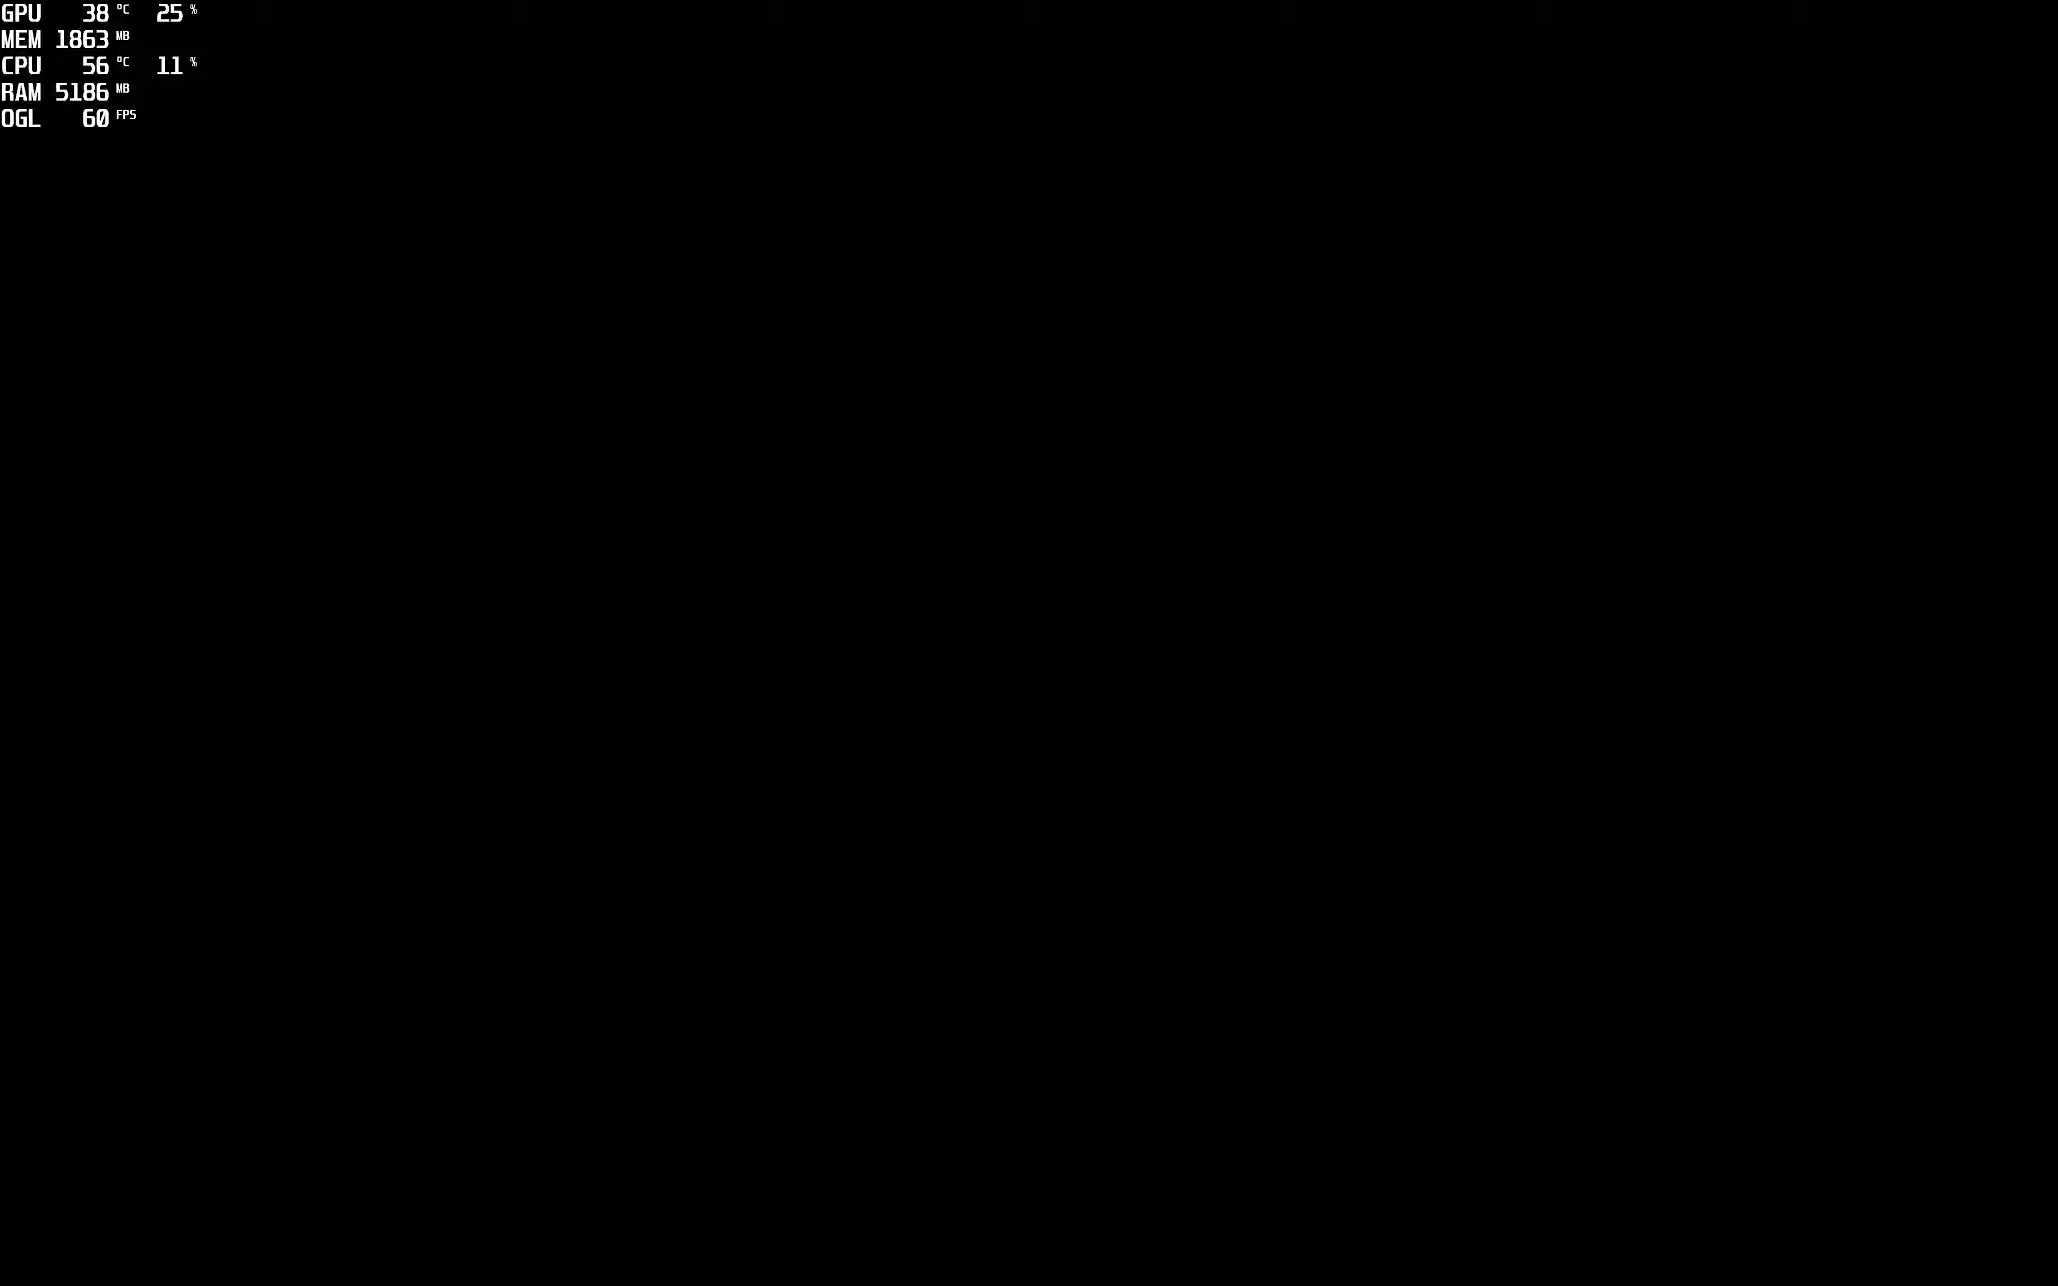 GPU 38 °C 25 %
MEM 1863 MB
CPU 56 °C 11 %
RAM 5186 MB
OGL 60 FPS